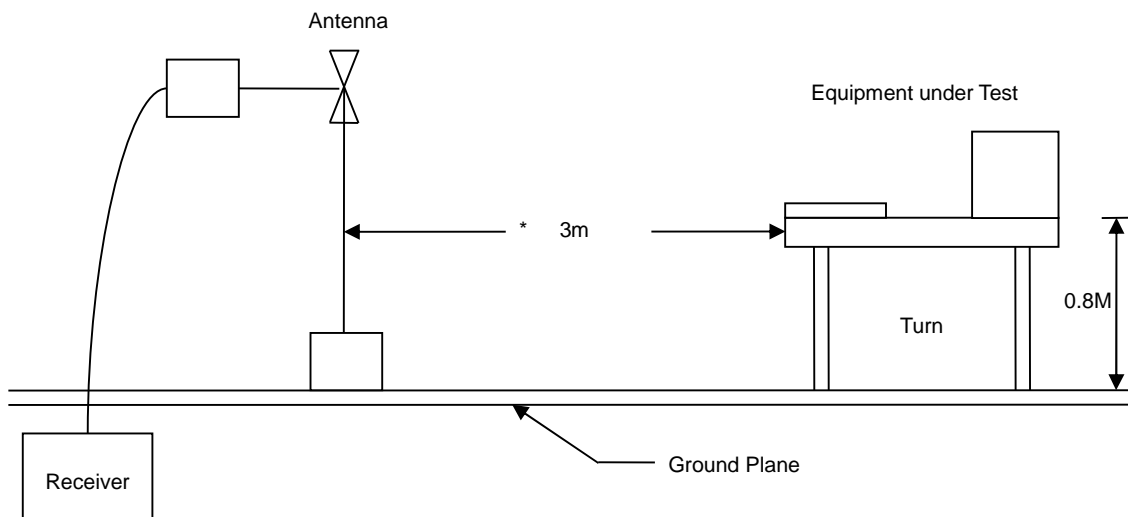 Antenna
Equipment under Test
* 3m
0.8M
Turn
Ground Plane
Receiver